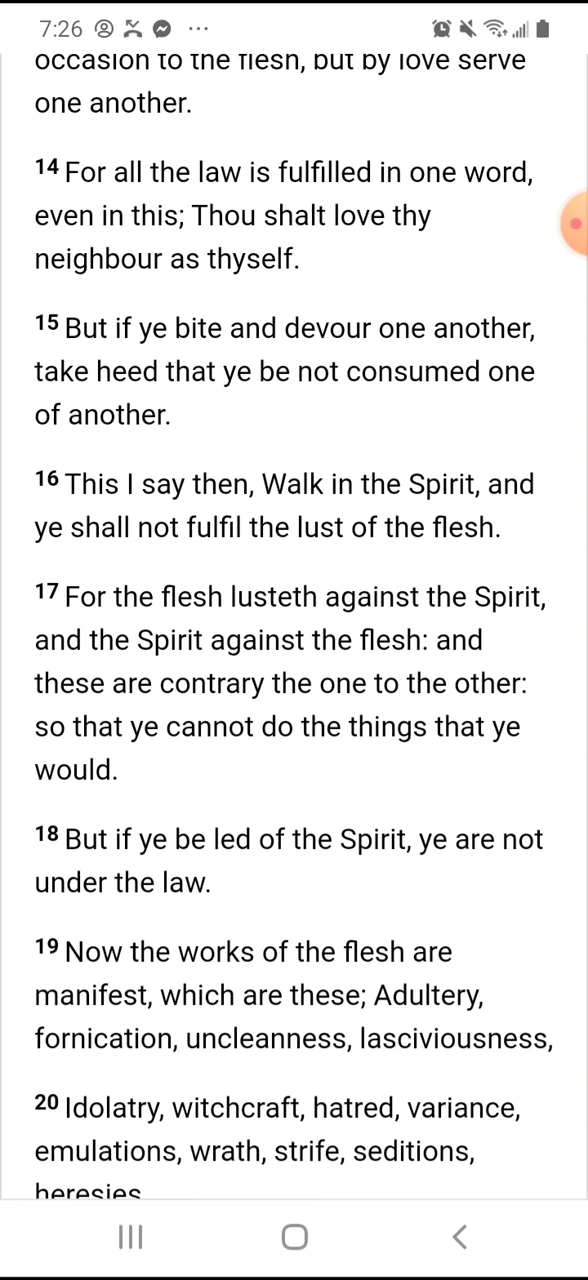 7:26
occasion to the flesh, but by love serve
one another.
14 For all the law is fulfilled in one word,
even in this; Thou shalt love thy
neighbour as thyself.
15 But if ye bite and devour one another,
take heed that ye be not consumed one
of another.
16 This I say then, Walk in the Spirit, and
ye shall not fulfil the lust of the flesh.
17 For the flesh lusteth against the Spirit,
and the Spirit against the flesh: and
these are contrary the one to the other:
so that ye cannot do the things that ye
would.
18 But if ye be led of the Spirit, ye are not
under the law.
19 Now the works of the flesh are
manifest, which are these; Adultery,
fornication, uncleanness, lasciviousness,
20 Idolatry, witchcraft, hatred, variance,
emulations, wrath, strife, seditions,
heresies